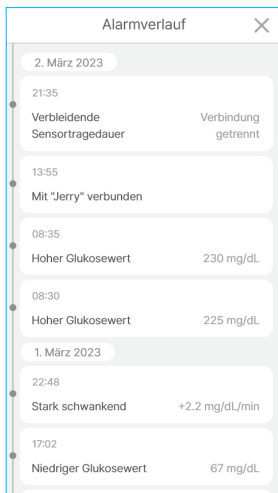 Alarmverlauf
2. März 2023
21:35
Verbleidende Verbindung
Sensortragedauer getrennt
13:55
Mit "Jerry" verbunden
08:35
Hoher Glukosewert 230 mg/dL
08:30
Hoher Glukosewert 225 mg/dL
1. März 2023
22:48
Stark schwankend +2.2 mg/dL/min
17:02
Niedriger Glukosewert 67 mg/dL